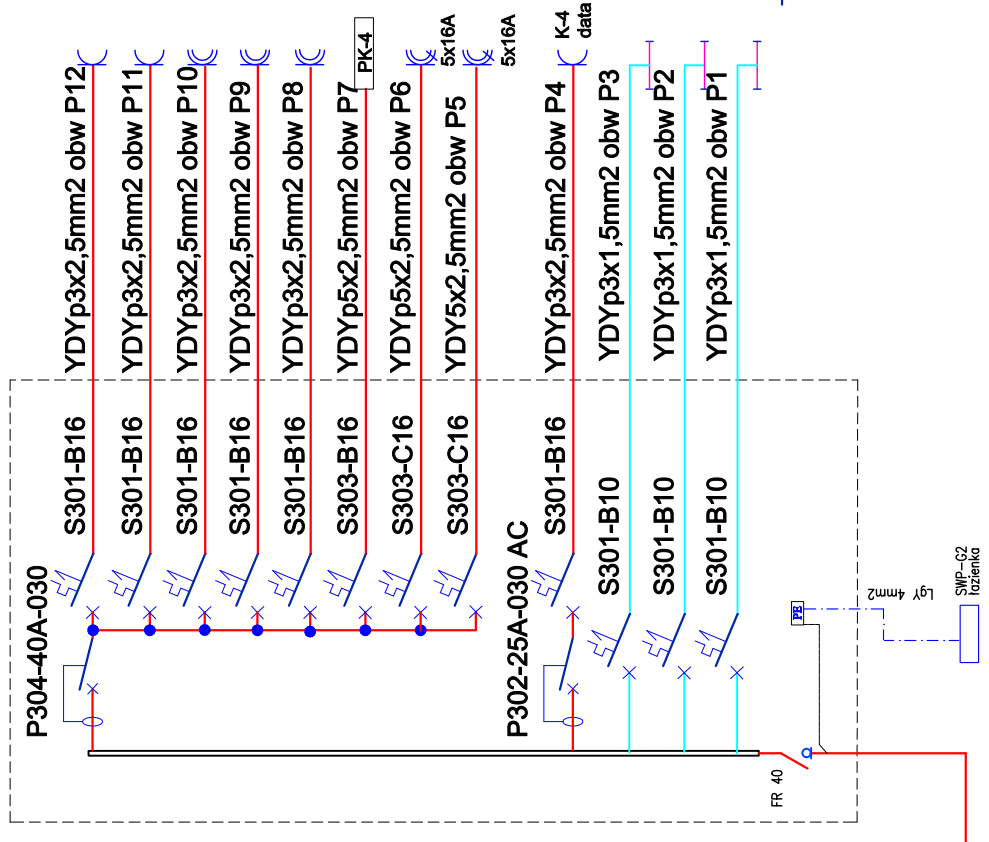 P304-40A-030
S301-B16
YDYp3x2,5mm2 obw P12
S301-B16
YDYp3x2,5mm2 obw P11
S301-B16
YDYp3x2,5mm2 obw P10
S301-B16
YDYp3x2,5mm2 obw P9
S301-B16
YDYp3x2,5mm2 obw P8
S303-B16
YDYp5x2,5mm2 obw P7
PK-4
S303-C16
YDYp5x2,5mm2 obw P6
5x16A
S303-C16
YDY5x2,5mm2 obw P5
5x16A
P302-25A-030 AC
S301-B16
YDYp3x2,5mm2 obw P4
K-4
data
S301-B10
YDYp3x1,5mm2 obw P3
S301-B10
YDYp3x1,5mm2 obw P2
S301-B10
YDYp3x1,5mm2 obw P1
FR 40
PE
LgY 4mm2
SWP-G2
łazienka